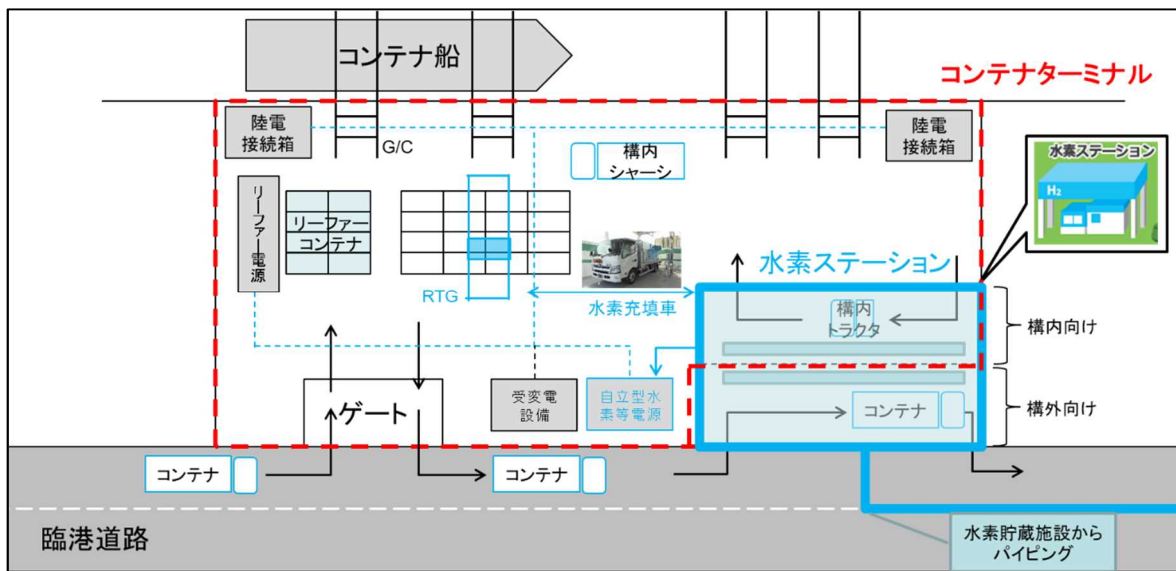 コンテナ船
コンテナターミナル
陸電
接続箱
G/C
構内
シャーシ
陸電
接続箱
水素ステーション
H₂
リーファー電源
リーファー
コンテナ
RTG
水素充填車
水素ステーション
構内
トラクタ
構内向け
ゲート
受変電
設備
自立型水
素等電源
コンテナ
構外向け
コンテナ
コンテナ
臨港道路
水素貯蔵施設から
パイピング